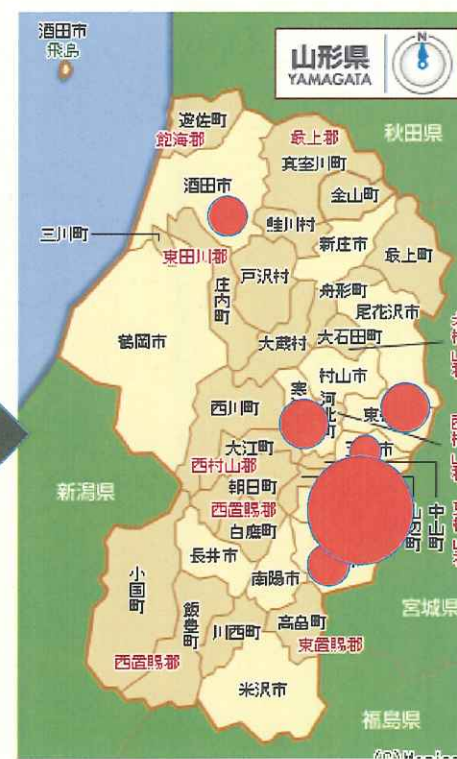 酒田市
飛島
山形県
YAMAGATA
N
秋田県
遊佐町
飽海郡
最上郡
真室川町
酒田市
金山町
鮭川村
三川町
新庄市
最上町
東田川郡
戸沢村
庄内町
舟形町
尾花沢市
鶴岡市
大蔵村
大石田町
村山市
西川町
寒
河北町
東
大江町
市
西村山郡
朝日町
新潟県
西置賜郡
中山町
白鷹町
長井市
南陽市
宮城県
小国町
飯豊町
川西町
高畠町
西置賜郡
東置賜郡
米沢市
福島県